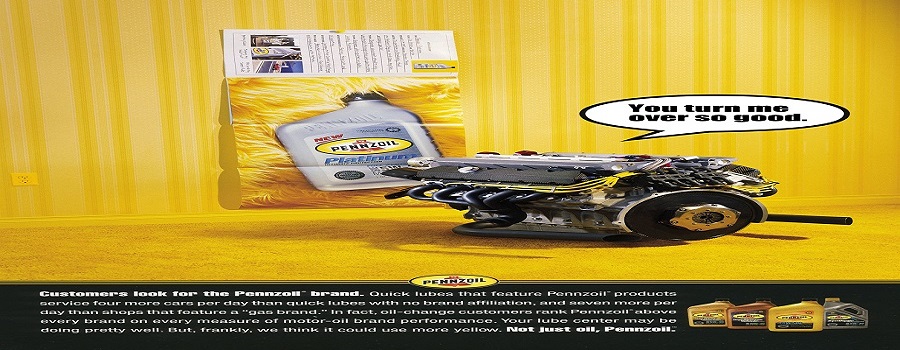 NEW
PENNZOIL
Platinum
You turn me
over so good.
PENNZOIL
Customers look for the Pennzoil™ brand. Quick lubes that feature Pennzoil™ products
service four more cars per day than quick lubes with no brand affiliation, and seven more per
day than shops that feature a "gas brand." In fact, oil-change customers rank Pennzoil™ above
every brand on every measure of motor-oil brand performance. Your lube center may be
doing pretty well. But, frankly, we think it could use more yellow. Not just oil, Pennzoil.™